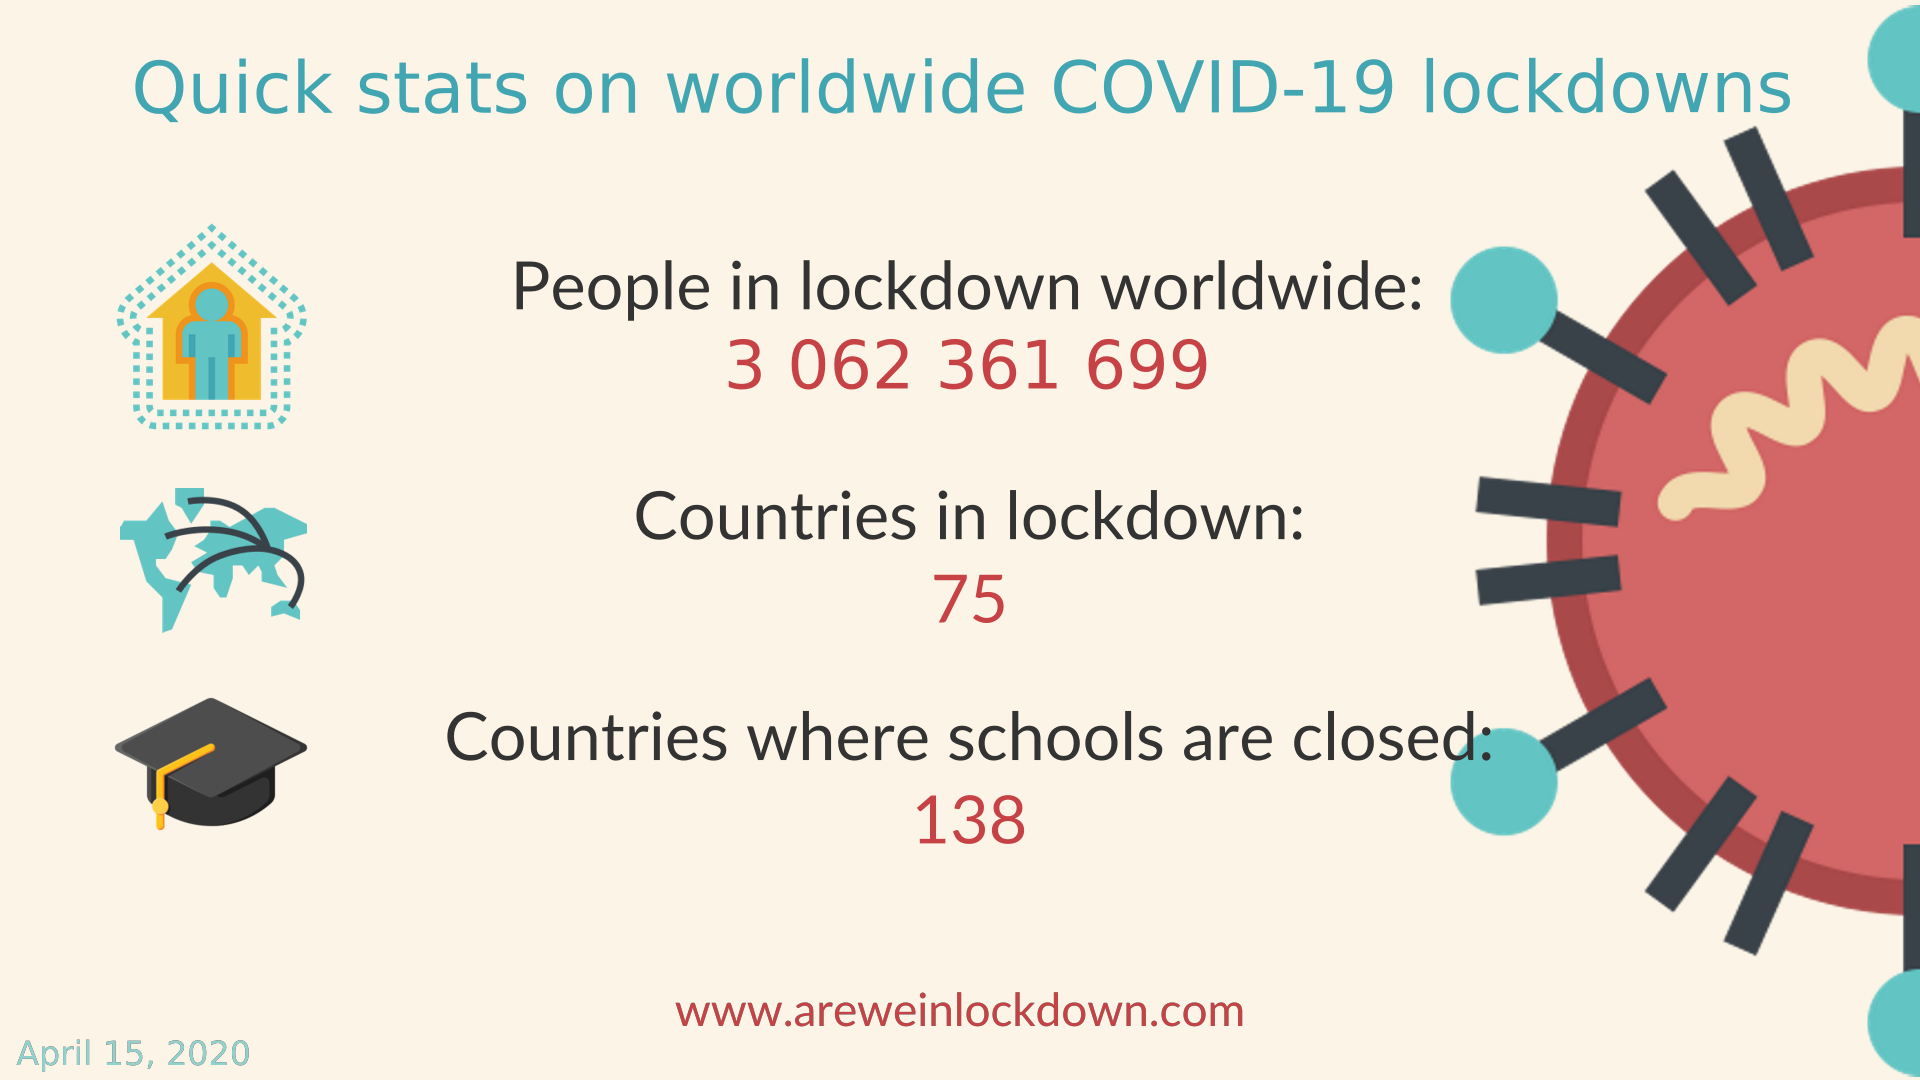 Quick stats on worldwide COVID-19 lockdowns
People in lockdown worldwide:
3 062 361 699
Countries in lockdown:
75
Countries where schools are closed:
138
www.areweinlockdown.com
April 15, 2020